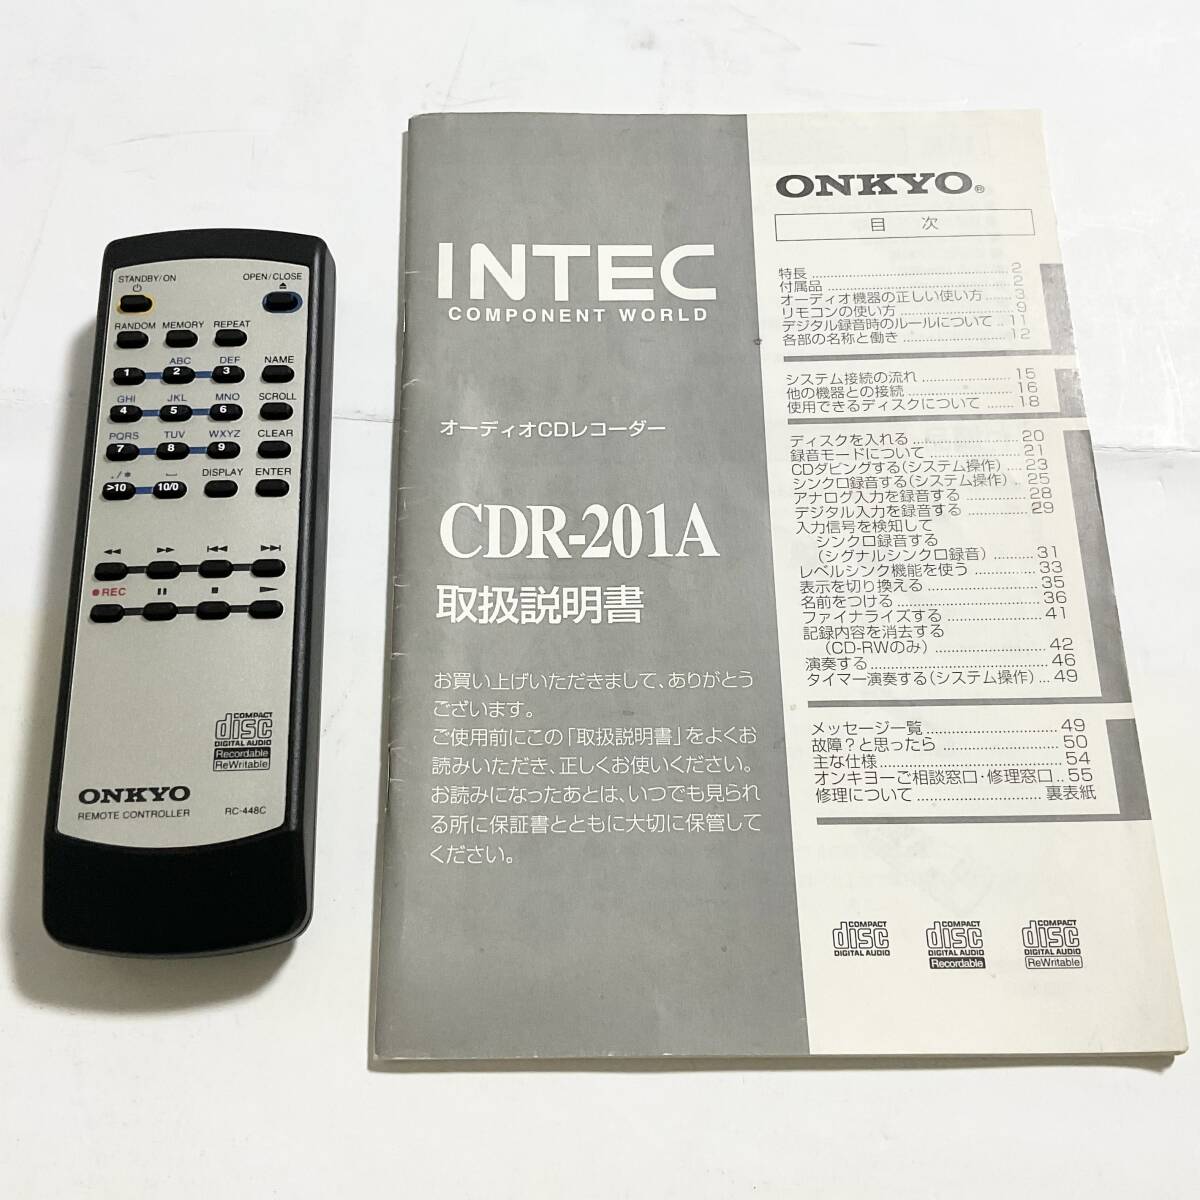 STANDBY/ON
OPEN/CLOSE
RANDOM MEMORY REPEAT
ABC DEF NAME
1 2 3
GHI JKL MNO SCROLL
4 5 6
PQRS TUV WXYZ CLEAR
7 8 9
./* DISPLAY ENTER
>10 10/0
REC
COMPACT
disc
DIGITAL AUDIO
Recordable
ReWritable
ONKYO
REMOTE CONTROLLER RC-448C
INTEC
COMPONENT WORLD
オーディオCDレコーダー
CDR-201A
取扱説明書
お買い上げいただきまして、ありがとう
ございます。
ご使用前にこの「取扱説明書」をよくお
読みいただき、正しくお使いください。
お読みになったあとは、いつでも見られ
る所に保証書とともに大切に保管して
ください。
ONKYO®
目 次
特長 2
付属品 2
オーディオ機器の正しい使い方 3
リモコンの使い方 9
デジタル録音時のルールについて 11
各部の名称と働き 12
システム接続の流れ 15
他の機器との接続 16
使用できるディスクについて 18
ディスクを入れる 20
録音モードについて 21
CDダビングする(システム操作) 23
シンクロ録音する(システム操作) 25
アナログ入力を録音する 28
デジタル入力を録音する 29
入力信号を検知して
シンクロ録音する
(シグナルシンクロ録音) 31
レベルシンク機能を使う 33
表示を切り換える 35
名前をつける 36
ファイナライズする 41
記録内容を消去する
(CD-RWのみ) 42
演奏する 46
タイマー演奏する(システム操作) 49
メッセージ一覧 49
故障?と思ったら 50
主な仕様 54
オンキヨーご相談窓口・修理窓口 55
修理について 裏表紙
COMPACT
disc
DIGITAL AUDIO
COMPACT
disc
DIGITAL AUDIO
Recordable
COMPACT
disc
DIGITAL AUDIO
ReWritable